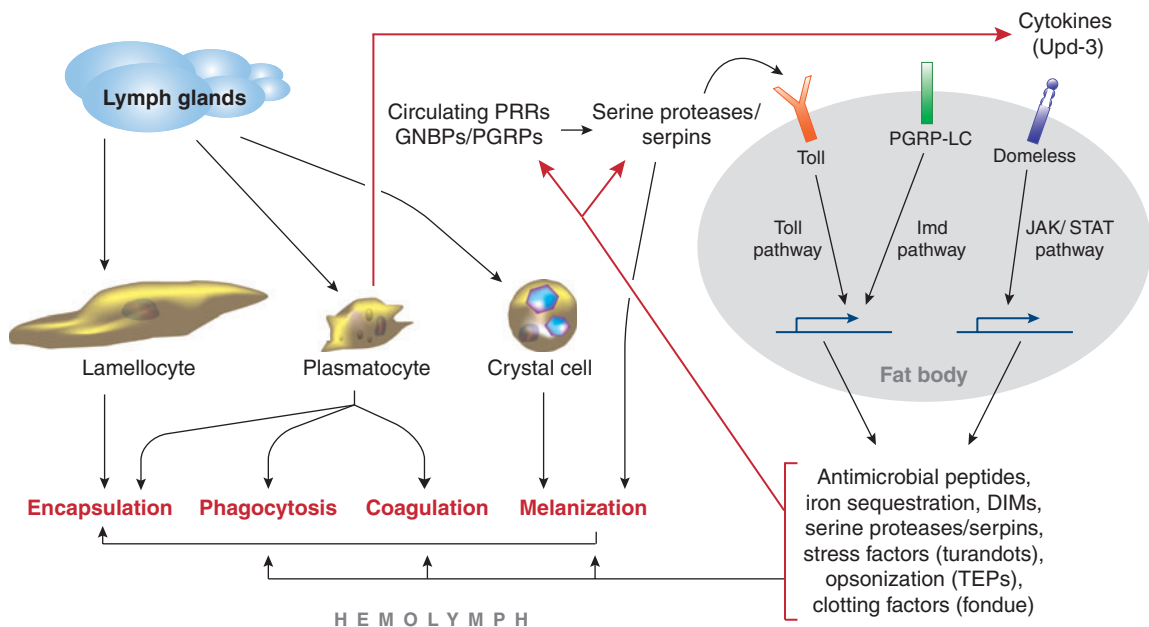 Cytokines
(Upd-3)
Lymph glands
Circulating PRRs
GNBPs/PGRPs
Serine proteases/
serpins
Toll
PGRP-LC
Domeless
Toll
pathway
Imd
pathway
JAK/ STAT
pathway
Fat body
Lamellocyte
Plasmatocyte
Crystal cell
Encapsulation
Phagocytosis
Coagulation
Melanization
Antimicrobial peptides,
iron sequestration, DIMs,
serine proteases/serpins,
stress factors (turandots),
opsonization (TEPs),
clotting factors (fondue)
HEMOLYMPH